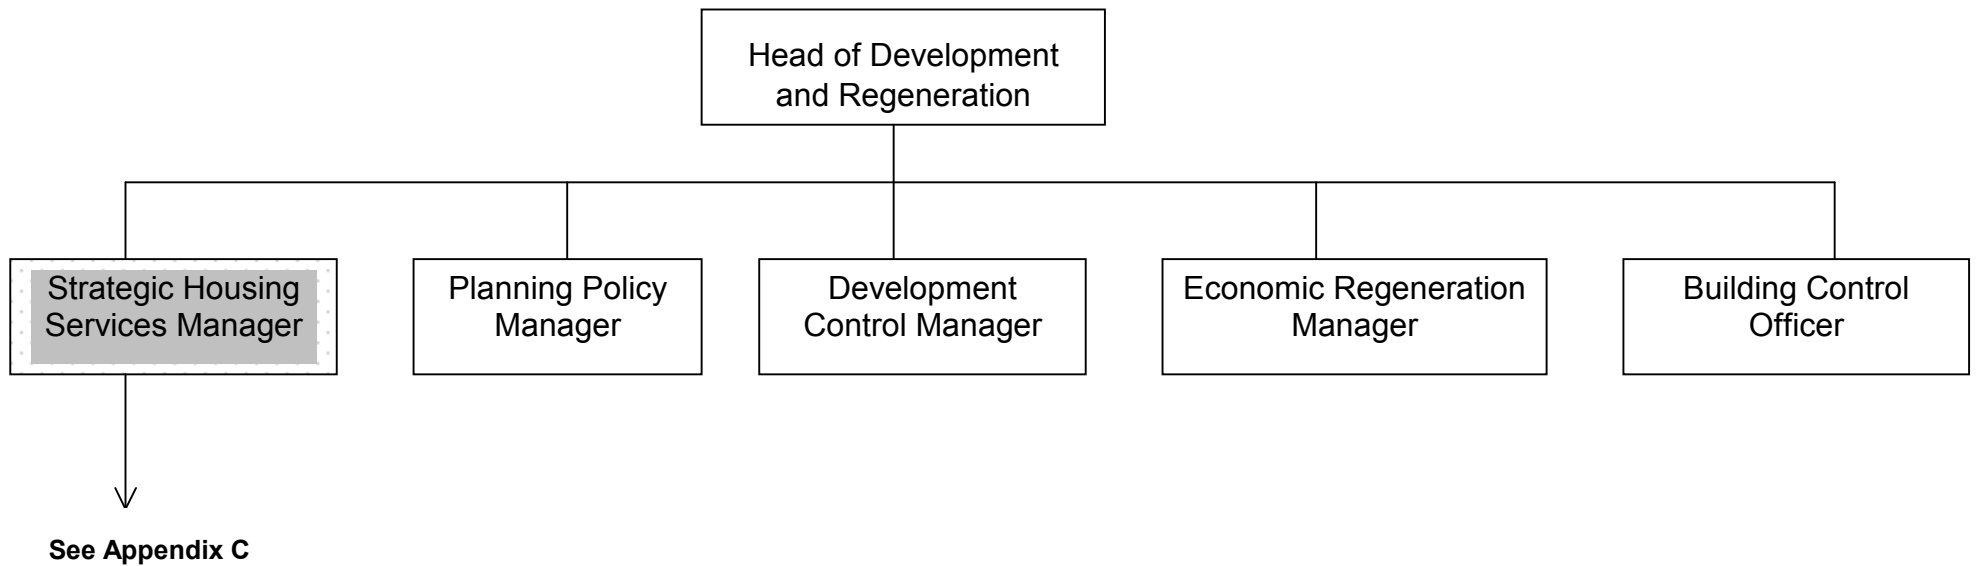 Head of Development
and Regeneration
Strategic Housing
Services Manager
Planning Policy
Manager
Development
Control Manager
Economic Regeneration
Manager
Building Control
Officer
See Appendix C